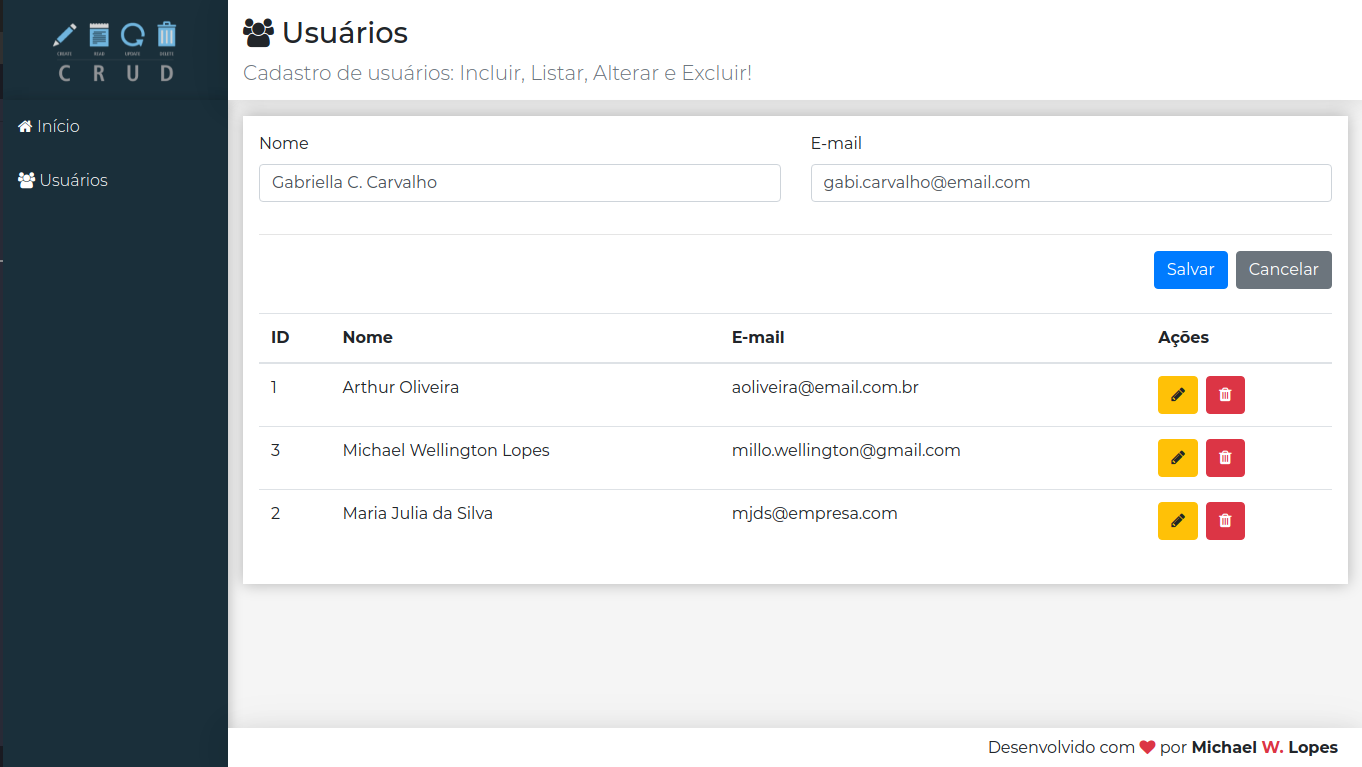 CREATE READ UPDATE DELETE
C R U D
Início
Usuários
Usuários
Cadastro de usuários: Incluir, Listar, Alterar e Excluir!
Nome E-mail
Gabriella C. Carvalho gabi.carvalho@email.com
Salvar Cancelar
ID Nome E-mail Ações
1 Arthur Oliveira aoliveira@email.com.br
3 Michael Wellington Lopes millo.wellington@gmail.com
2 Maria Julia da Silva mjds@empresa.com
Desenvolvido com por Michael W. Lopes